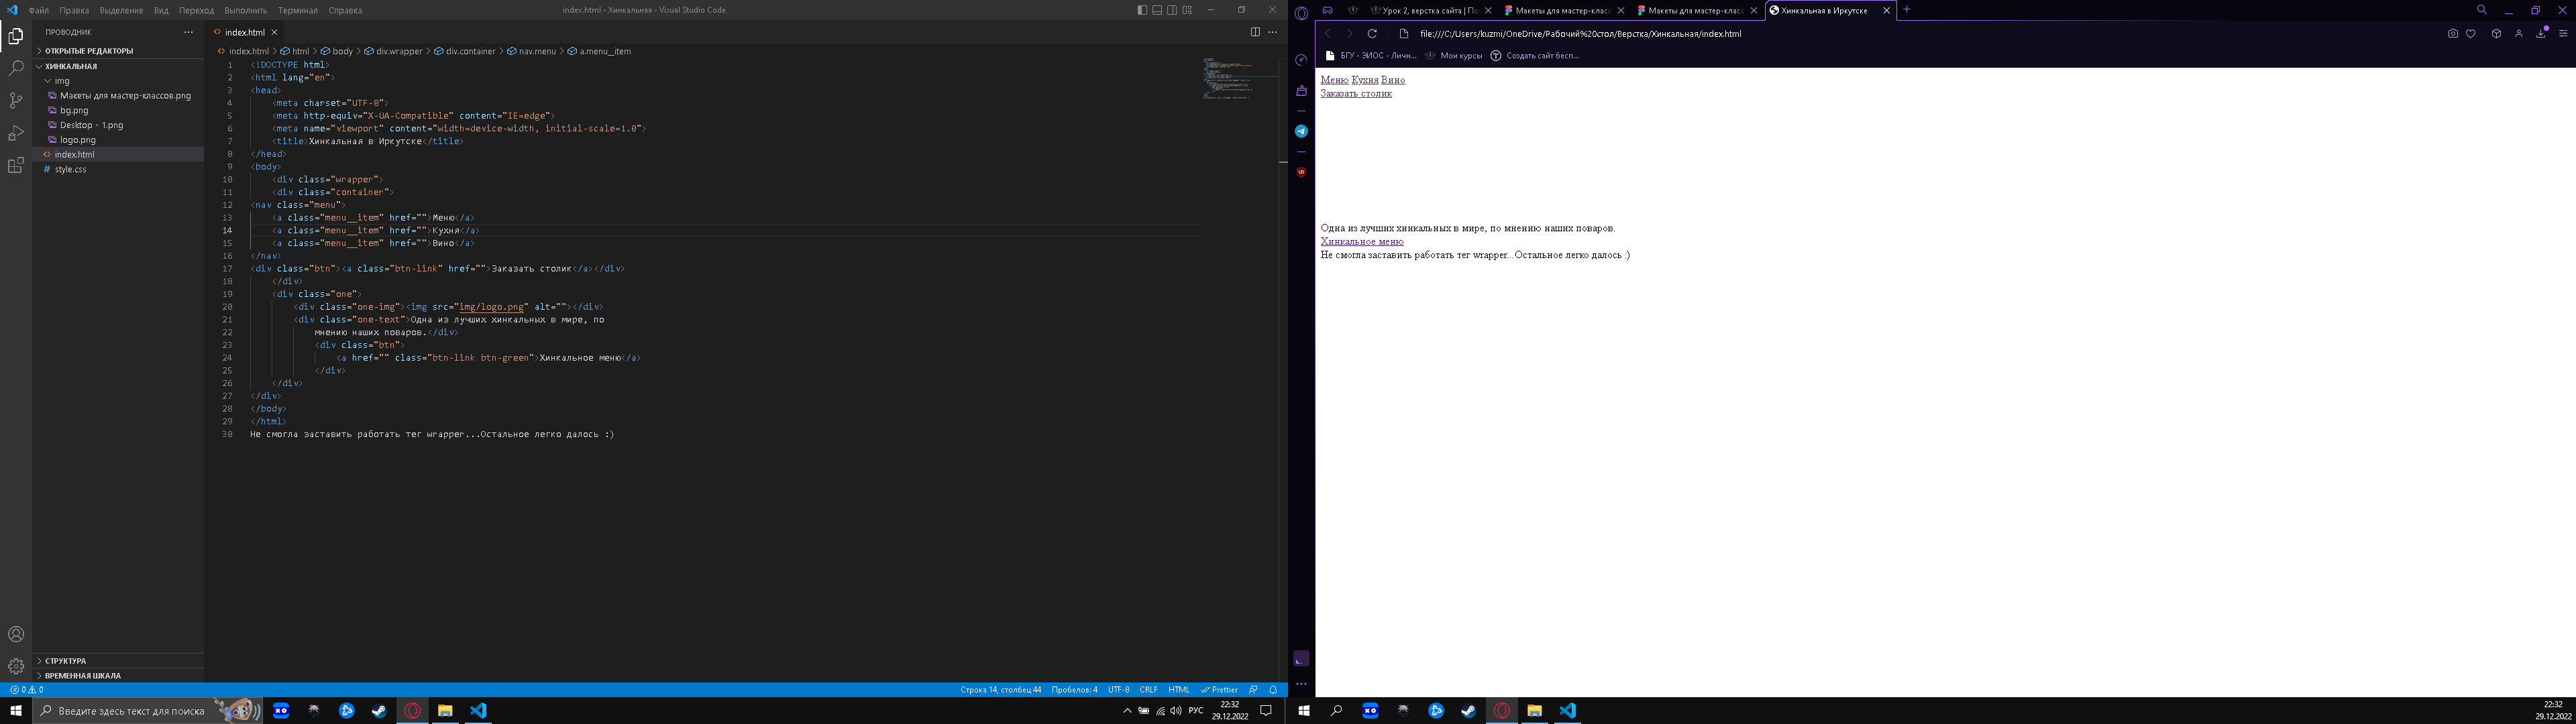 Файл Правка Выделение Вид Переход Выполнить Терминал Справка
index.html - Хинкальная - Visual Studio Code
ПРОВОДНИК
ОТКРЫТЫЕ РЕДАКТОРЫ
ХИНКАЛЬНАЯ
img
Макеты для мастер-классов.png
bg.png
Desktop - 1.png
logo.png
index.html
style.css
СТРУКТУРА
ВРЕМЕННАЯ ШКАЛА
index.html
index.html > html > body > div.wrapper > div.container > nav.menu > a.menu__item
1 <!DOCTYPE html>
2 <html lang="en">
3 <head>
4 <meta charset="UTF-8">
5 <meta http-equiv="X-UA-Compatible" content="IE=edge">
6 <meta name="viewport" content="width=device-width, initial-scale=1.0">
7 <title>Хинкальная в Иркутске</title>
8 </head>
9 <body>
10 <div class="wrapper">
11 <div class="container">
12 <nav class="menu">
13 <a class="menu__item" href="">Меню</a>
14 <a class="menu__item" href="">Кухня</a>
15 <a class="menu__item" href="">Вино</a>
16 </nav>
17 <div class="btn"><a class="btn-link" href="">Заказать столик</a></div>
18 </div>
19 <div class="one">
20 <div class="one-img"><img src="img/logo.png" alt=""></div>
21 <div class="one-text">Одна из лучших хинкальных в мире, по
22 мнению наших поваров.</div>
23 <div class="btn">
24 <a href="" class="btn-link btn-green">Хинкальное меню</a>
25 </div>
26 </div>
27 </div>
28 </body>
29 </html>
30 Не смогла заставить работать тег wrapper...Остальное легко далось :)
0 0
Строка 14, столбец 44 Пробелов: 4 UTF-8 CRLF HTML Prettier
Введите здесь текст для поиска
РУС
22:32
29.12.2022
Урок 2, верстка сайта | По
Макеты для мастер-класс
Макеты для мастер-класс
Хинкальная в Иркутске
file:///C:/Users/kuzmi/OneDrive/Рабочий%20стол/Верстка/Хинкальная/index.html
БГУ - ЭИОС - Личн... Мои курсы Создать сайт бесп...
Меню Кухня Вино
Заказать столик
Одна из лучших хинкальных в мире, по мнению наших поваров.
Хинкальное меню
Не смогла заставить работать тег wrapper...Остальное легко далось :)
22:32
29.12.2022